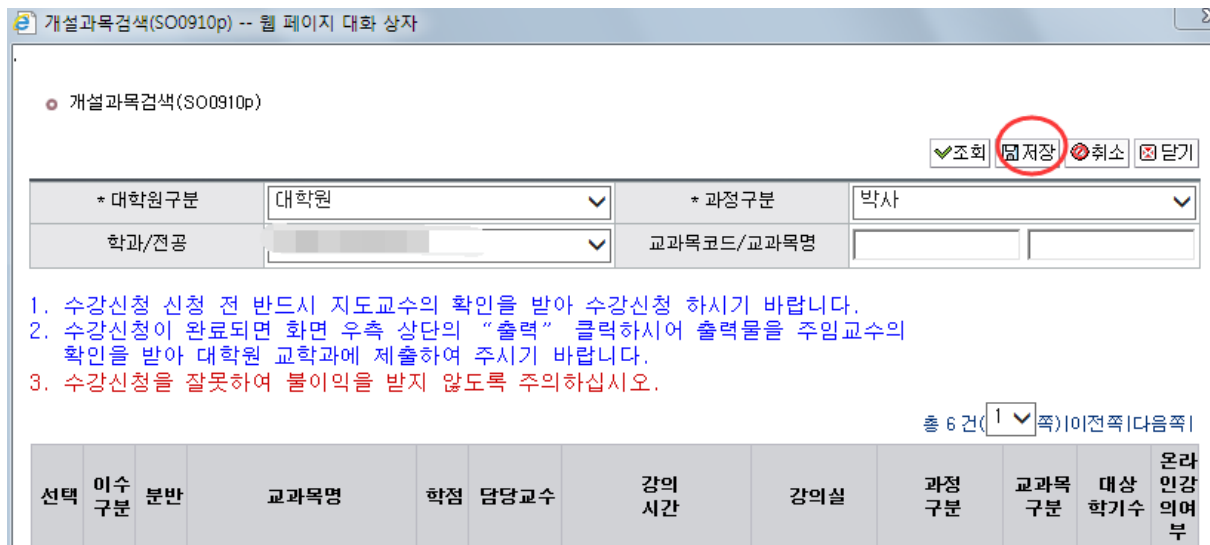 개설과목검색(SO0910p) -- 웹 페이지 대화 상자
개설과목검색(SO0910p)
조회 저장 취소 닫기
* 대학원구분 대학원 * 과정구분 박사
학과/전공 교과목코드/교과목명
1. 수강신청 신청 전 반드시 지도교수의 확인을 받아 수강신청 하시기 바랍니다.
2. 수강신청이 완료되면 화면 우측 상단의 “출력” 클릭하시어 출력물을 주임교수의
확인을 받아 대학원 교학과에 제출하여 주시기 바랍니다.
3. 수강신청을 잘못하여 불이익을 받지 않도록 주의하십시오.
총 6 건( 1 쪽)|이전쪽|다음쪽|
선택 이수구분 분반 교과목명 학점 담당교수 강의시간 강의실 과정구분 교과목구분 대상학기수 온라인강의여부